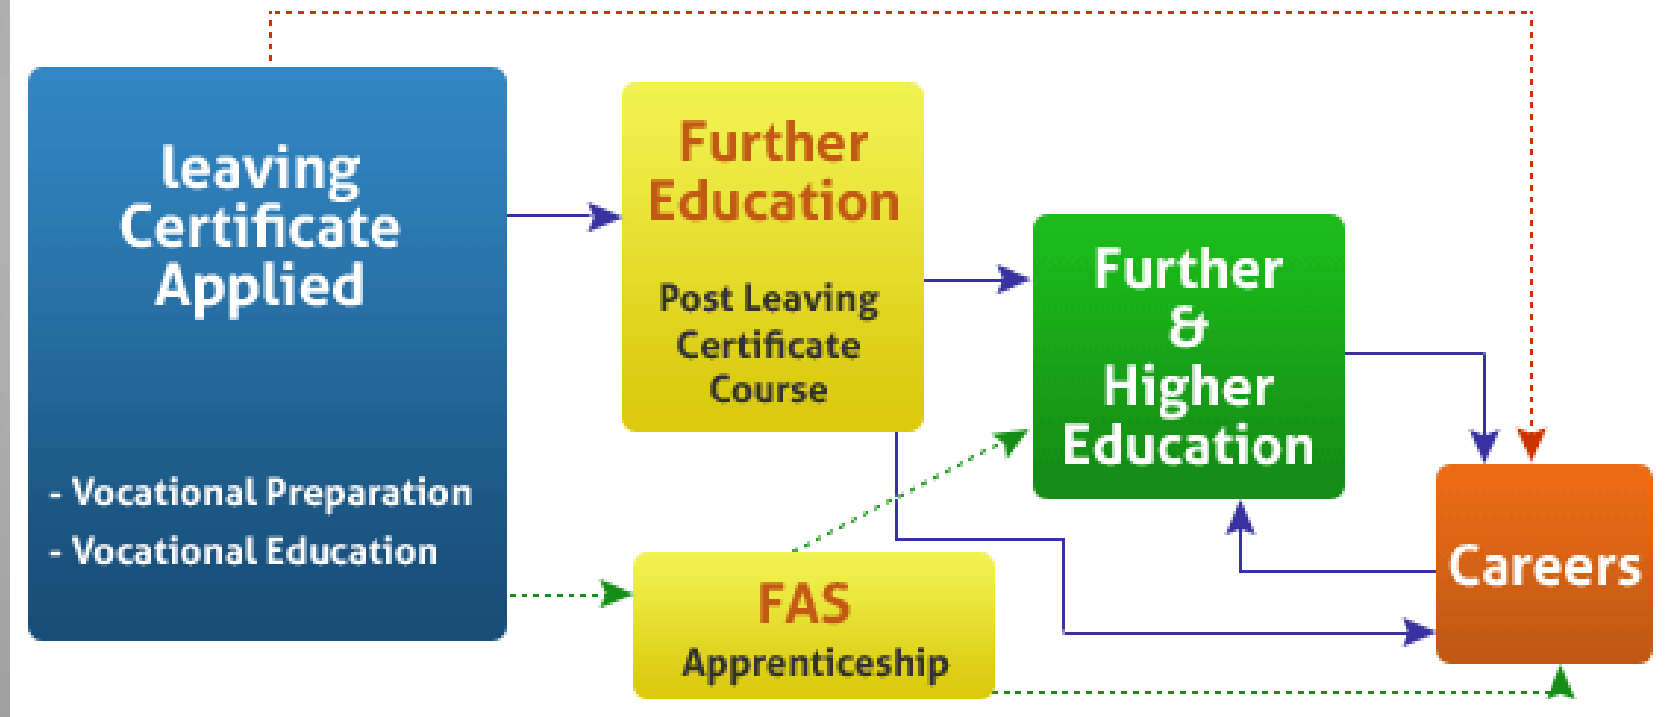 leaving
Certificate
Applied
- Vocational Preparation
- Vocational Education
Further
Education
Post Leaving
Certificate
Course
FAS
Apprenticeship
Further
&
Higher
Education
Careers